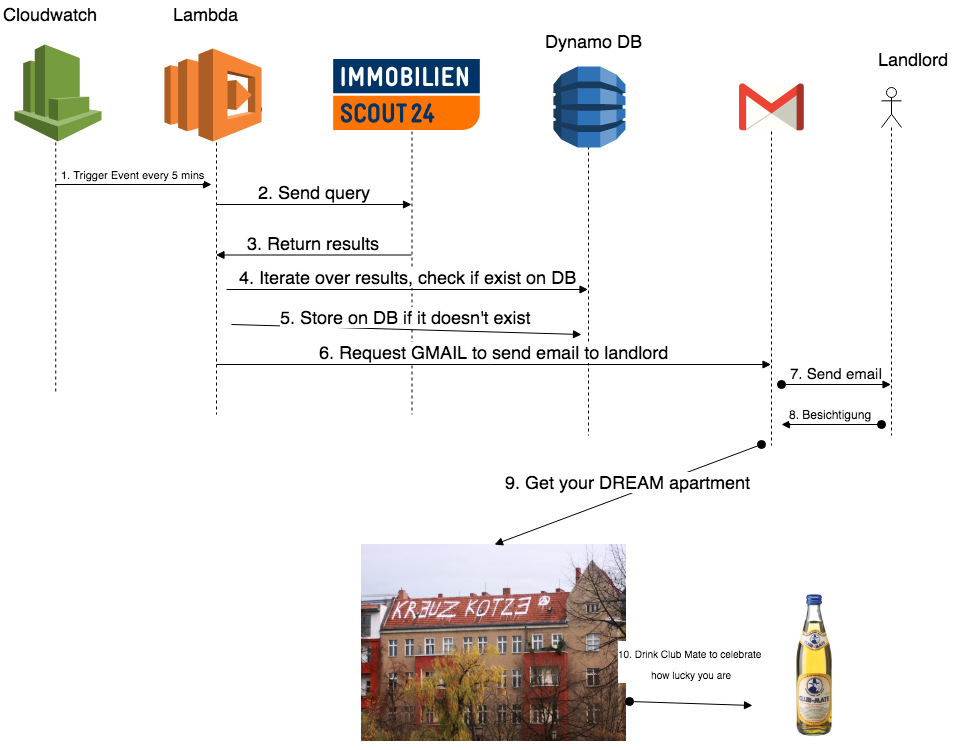 Cloudwatch
Lambda
Dynamo DB
Landlord
IMMOBILIEN
SCOUT 24
1. Trigger Event every 5 mins
2. Send query
3. Return results
4. Iterate over results, check if exist on DB
5. Store on DB if it doesn't exist
6. Request GMAIL to send email to landlord
7. Send email
8. Besichtigung
9. Get your DREAM apartment
KREUZ KOTZE
10. Drink Club Mate to celebrate
how lucky you are
CLUB-MATE